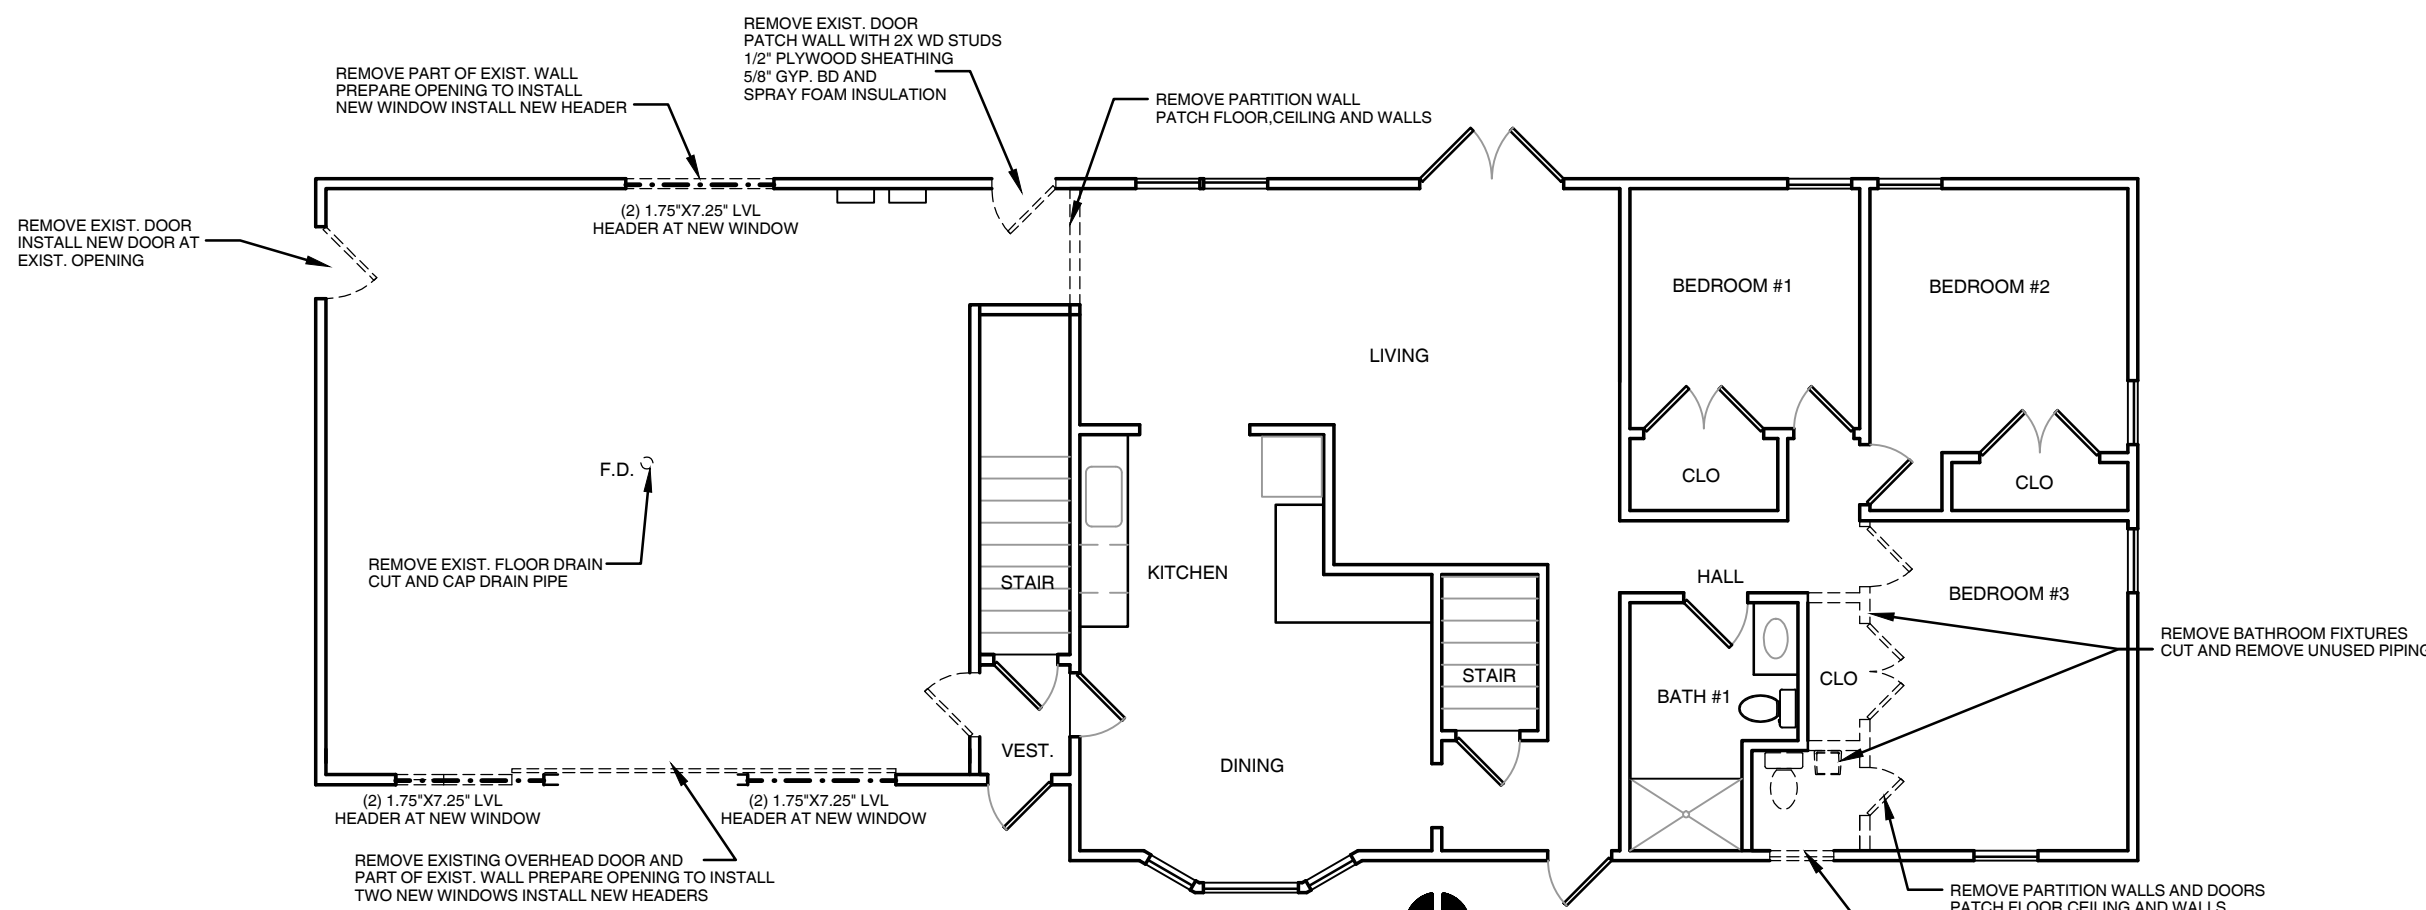 REMOVE EXIST. DOOR
PATCH WALL WITH 2X WD STUDS
1/2" PLYWOOD SHEATHING
5/8" GYP. BD AND
SPRAY FOAM INSULATION
REMOVE PART OF EXIST. WALL
PREPARE OPENING TO INSTALL
NEW WINDOW INSTALL NEW HEADER
REMOVE PARTITION WALL
PATCH FLOOR,CEILING AND WALLS
(2) 1.75"X7.25" LVL
HEADER AT NEW WINDOW
REMOVE EXIST. DOOR
INSTALL NEW DOOR AT
EXIST. OPENING
BEDROOM #1
BEDROOM #2
LIVING
F.D.
CLO
CLO
REMOVE EXIST. FLOOR DRAIN
CUT AND CAP DRAIN PIPE
STAIR
KITCHEN
HALL
BEDROOM #3
REMOVE BATHROOM FIXTURES
CUT AND REMOVE UNUSED PIPING
STAIR
CLO
BATH #1
VEST.
DINING
(2) 1.75"X7.25" LVL
HEADER AT NEW WINDOW
(2) 1.75"X7.25" LVL
HEADER AT NEW WINDOW
REMOVE EXISTING OVERHEAD DOOR AND
PART OF EXIST. WALL PREPARE OPENING TO INSTALL
TWO NEW WINDOWS INSTALL NEW HEADERS
REMOVE PARTITION WALLS AND DOORS
PATCH FLOOR,CEILING AND WALLS